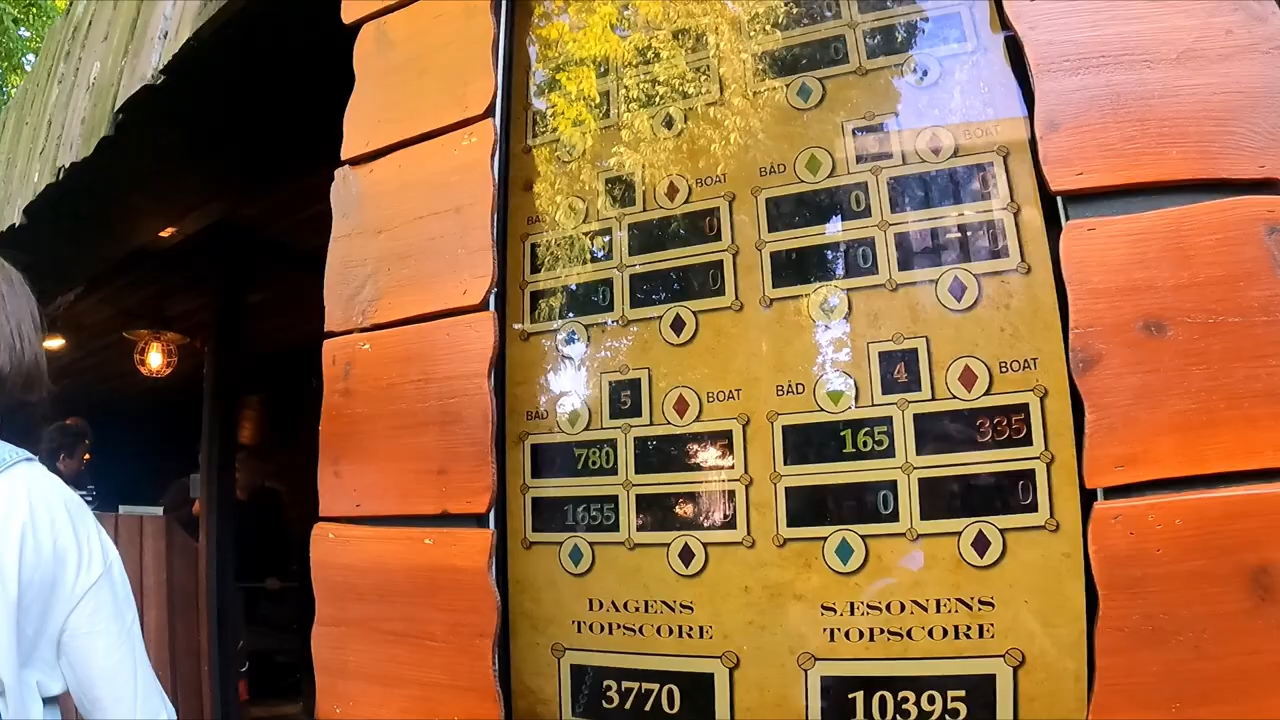 0
BÅD BOAT
0
0 0
BÅD BOAT
0 0
0 0
BÅD 5 BOAT
780
1655
BÅD 4 BOAT
165 335
0 0
DAGENS
TOPSCORE
3770
SÆSONENS
TOPSCORE
10395